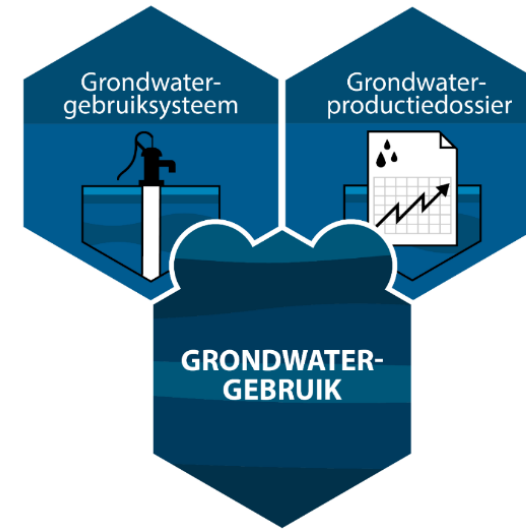 Grondwater-
gebruiksysteem
Grondwater-
productiedossier
GRONDWATER-
GEBRUIK